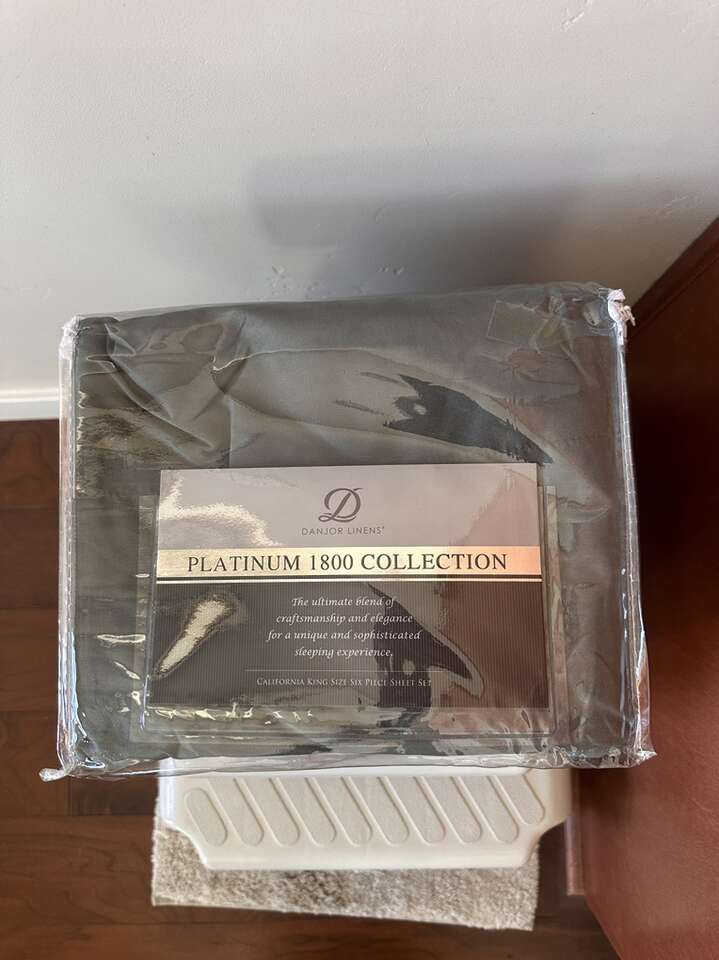 D
DANJOR LINENS®
PLATINUM 1800 COLLECTION
The ultimate blend of
craftsmanship and elegance
for a unique and sophisticated
sleeping experience.
CALIFORNIA KING SIZE SIX PIECE SHEET SET